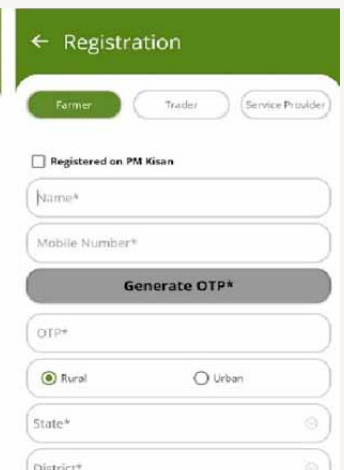 ← Registration
Farmer Trader Service Provider
Registered on PM Kisan
Name*
Mobile Number*
Generate OTP*
OTP*
Rural Urban
State*
District*